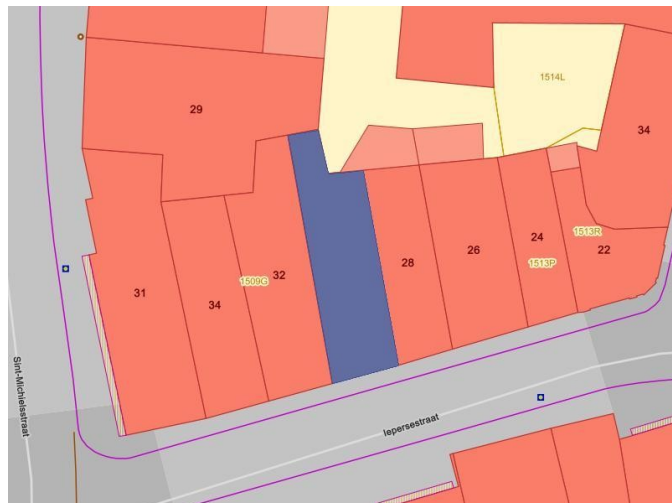 1514L
29
34
1513R
24
22
26
1513P
28
32
1509G
31
34
Iepersestraat
Sint-Michielsstraat